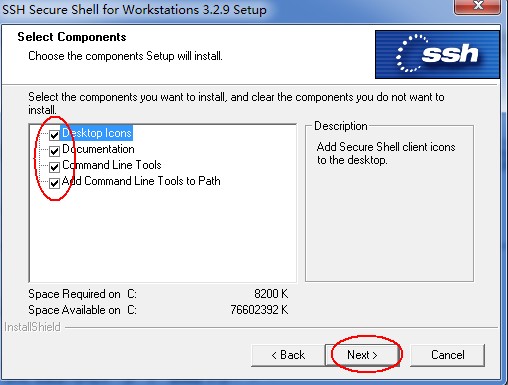 SSH Secure Shell for Workstations 3.2.9 Setup
Select Components
Choose the components Setup will install.
ssh
Select the components you want to install, and clear the components you do not want to
install.
Desktop Icons
Documentation
Command Line Tools
Add Command Line Tools to Path
Description
Add Secure Shell client icons
to the desktop.
Space Required on C: 8200 K
Space Available on C: 76602392 K
InstallShield
< Back Next > Cancel